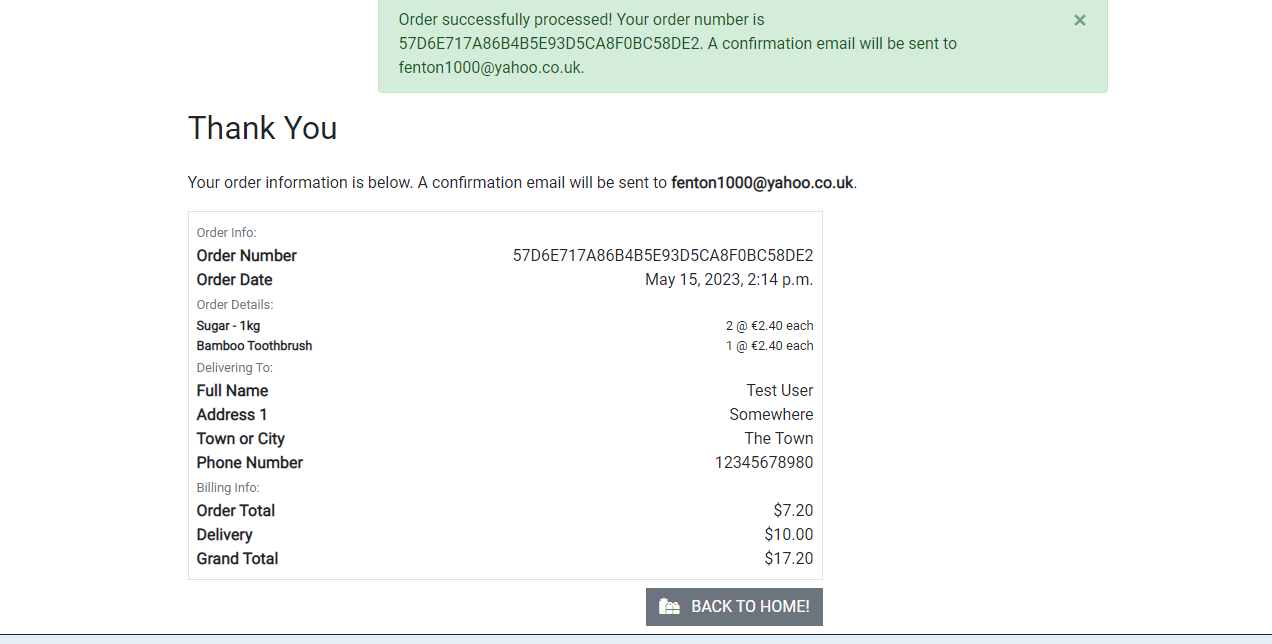 Order successfully processed! Your order number is
57D6E717A86B4B5E93D5CA8F0BC58DE2. A confirmation email will be sent to
fenton1000@yahoo.co.uk.
×
Thank You
Your order information is below. A confirmation email will be sent to fenton1000@yahoo.co.uk.
Order Info:
Order Number 57D6E717A86B4B5E93D5CA8F0BC58DE2
Order Date May 15, 2023, 2:14 p.m.
Order Details:
Sugar - 1kg 2 @ €2.40 each
Bamboo Toothbrush 1 @ €2.40 each
Delivering To:
Full Name Test User
Address 1 Somewhere
Town or City The Town
Phone Number 12345678980
Billing Info:
Order Total $7.20
Delivery $10.00
Grand Total $17.20
BACK TO HOME!